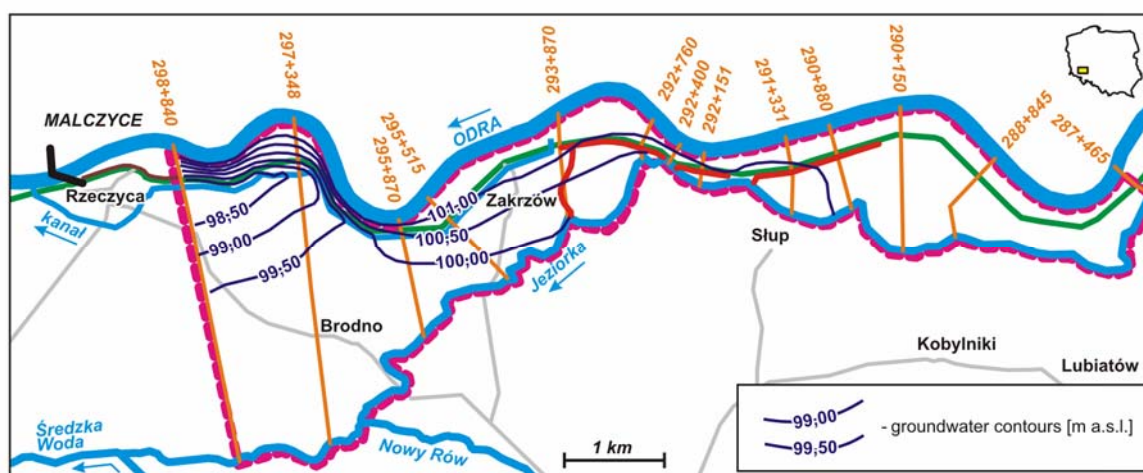 298+840
297+348
295+870
295+515
293+870
292+760
292+400
292+151
291+331
290+880
290+150
288+845
287+465
MALCZYCE
ODRA
Rzeczyca
kanał
98,50
99,00
99,50
101,00
100,50
100,00
Zakrzów
Jeziorka
Słup
Brodno
Kobylniki
Lubiatów
Średzka
Woda
Nowy Rów
1 km
99,00
99,50
- groundwater contours [m a.s.l.]